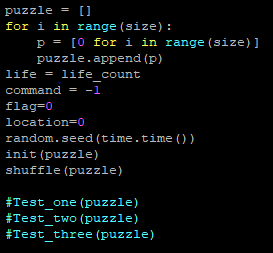 puzzle = []
for i in range(size):
    p = [0 for i in range(size)]
    puzzle.append(p)
life = life_count
command = -1
flag=0
location=0
random.seed(time.time())
init(puzzle)
shuffle(puzzle)

#Test_one(puzzle)
#Test_two(puzzle)
#Test_three(puzzle)